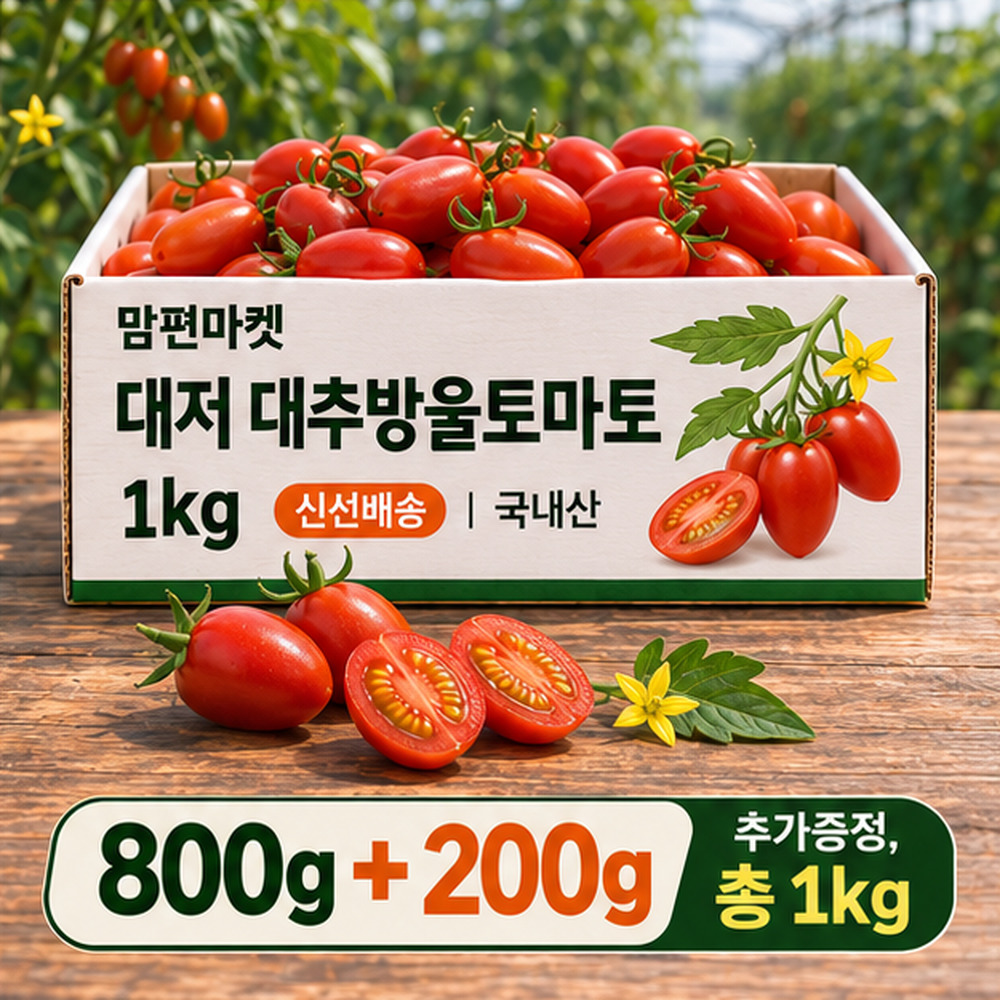 맘편마켓
대저 대추방울토마토
1kg 신선배송 | 국내산
800g + 200g
추가증정,
총 1kg